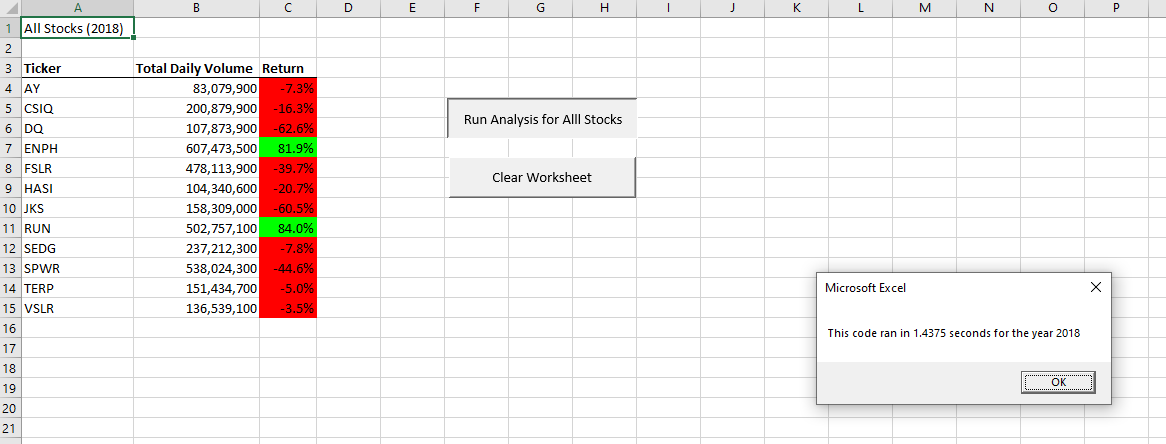 A B C D E F G H I J K L M N O P
1 All Stocks (2018)
2
3 Ticker Total Daily Volume Return
4 AY 83,079,900 -7.3%
5 CSIQ 200,879,900 -16.3%
Run Analysis for Alll Stocks
6 DQ 107,873,900 -62.6%
7 ENPH 607,473,500 81.9%
8 FSLR 478,113,900 -39.7%
Clear Worksheet
9 HASI 104,340,600 -20.7%
10 JKS 158,309,000 -60.5%
11 RUN 502,757,100 84.0%
12 SEDG 237,212,300 -7.8%
13 SPWR 538,024,300 -44.6%
14 TERP 151,434,700 -5.0%
15 VSLR 136,539,100 -3.5%
16
17
18
19
20
21
Microsoft Excel
This code ran in 1.4375 seconds for the year 2018
OK